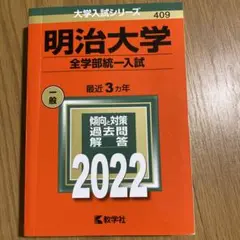 大学入試シリーズ
409
明治大学
全学部統一入試
最近3カ年
一般
傾向と対策
過去問
解答
2022
教学社